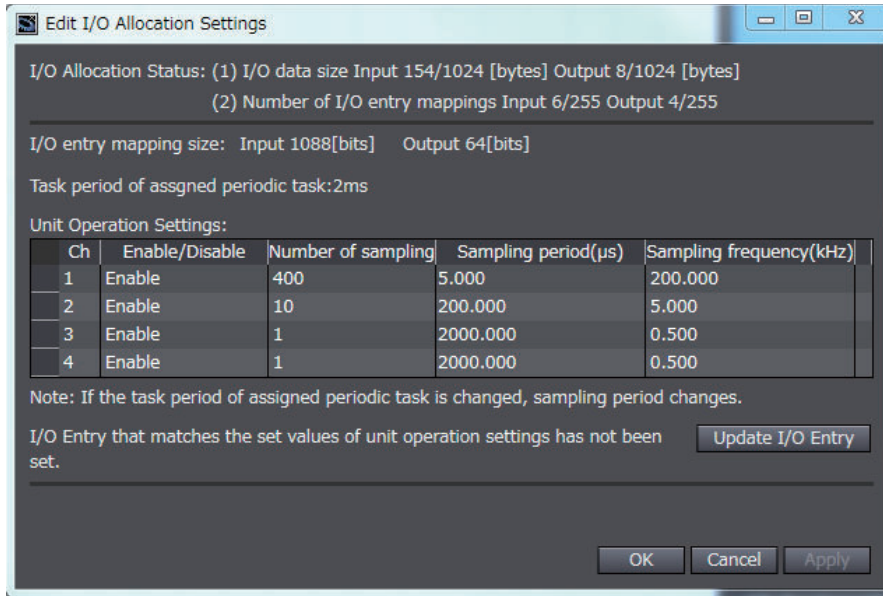 Edit I/O Allocation Settings
I/O Allocation Status: (1) I/O data size Input 154/1024 [bytes] Output 8/1024 [bytes]
(2) Number of I/O entry mappings Input 6/255 Output 4/255
I/O entry mapping size: Input 1088[bits] Output 64[bits]
Task period of assgned periodic task:2ms
Unit Operation Settings:
Ch Enable/Disable Number of sampling Sampling period(µs) Sampling frequency(kHz)
1 Enable 400 5.000 200.000
2 Enable 10 200.000 5.000
3 Enable 1 2000.000 0.500
4 Enable 1 2000.000 0.500
Note: If the task period of assigned periodic task is changed, sampling period changes.
I/O Entry that matches the set values of unit operation settings has not been
set.
Update I/O Entry
OK Cancel Apply